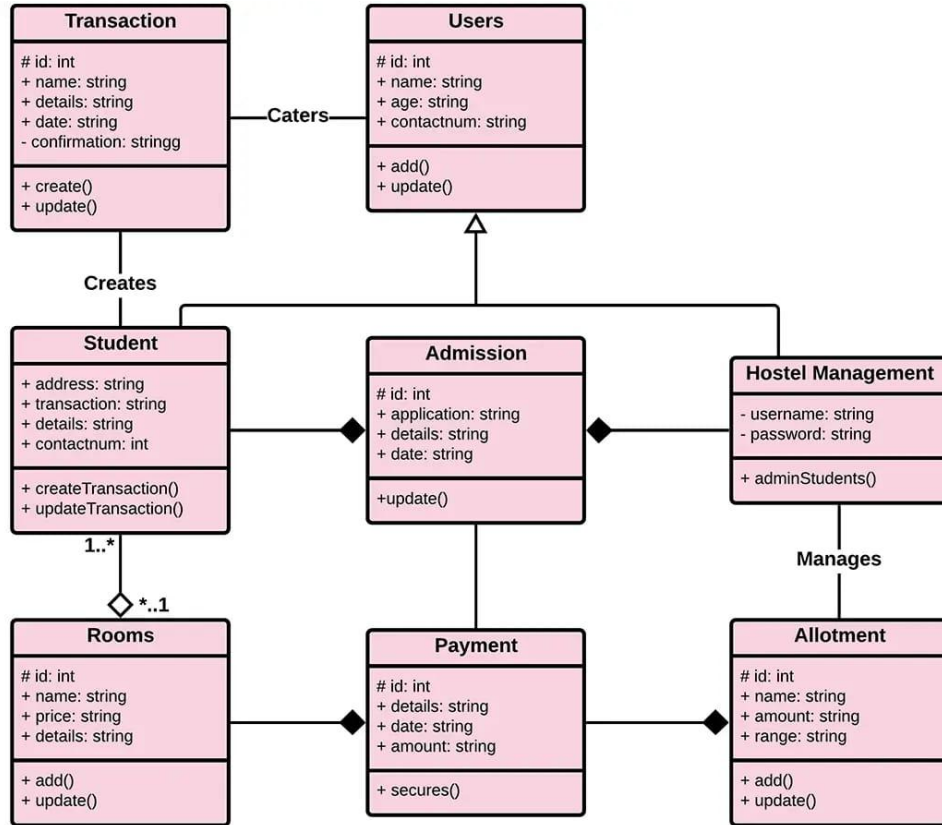 Transaction
# id: int
+ name: string
+ details: string
+ date: string
- confirmation: stringg
+ create()
+ update()
Caters
Users
# id: int
+ name: string
+ age: string
+ contactnum: string
+ add()
+ update()
Creates
Student
+ address: string
+ transaction: string
+ details: string
+ contactnum: int
+ createTransaction()
+ updateTransaction()
Admission
# id: int
+ application: string
+ details: string
+ date: string
+update()
Hostel Management
- username: string
- password: string
+ adminStudents()
1..*
*..1
Manages
Rooms
# id: int
+ name: string
+ price: string
+ details: string
+ add()
+ update()
Payment
# id: int
+ details: string
+ date: string
+ amount: string
+ secures()
Allotment
# id: int
+ name: string
+ amount: string
+ range: string
+ add()
+ update()